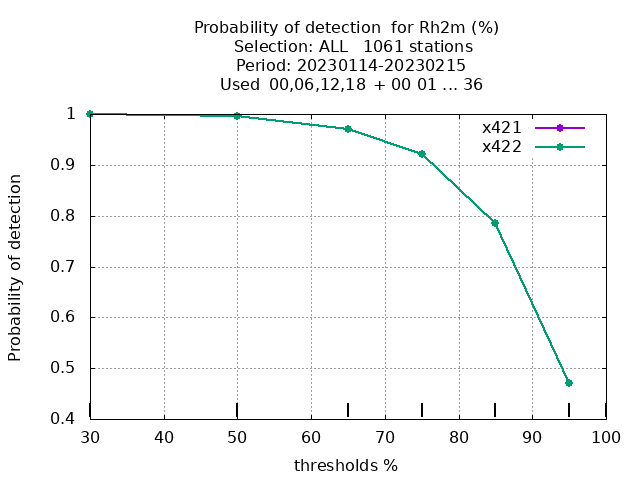 Probability of detection  for Rh2m (%)
Selection: ALL   1061 stations
Period: 20230114-20230215
Used  00,06,12,18  + 00 01 ... 36
x421
x422
1
0.9
0.8
0.7
0.6
0.5
0.4
Probability of detection
30 40 50 60 70 80 90 100
thresholds %